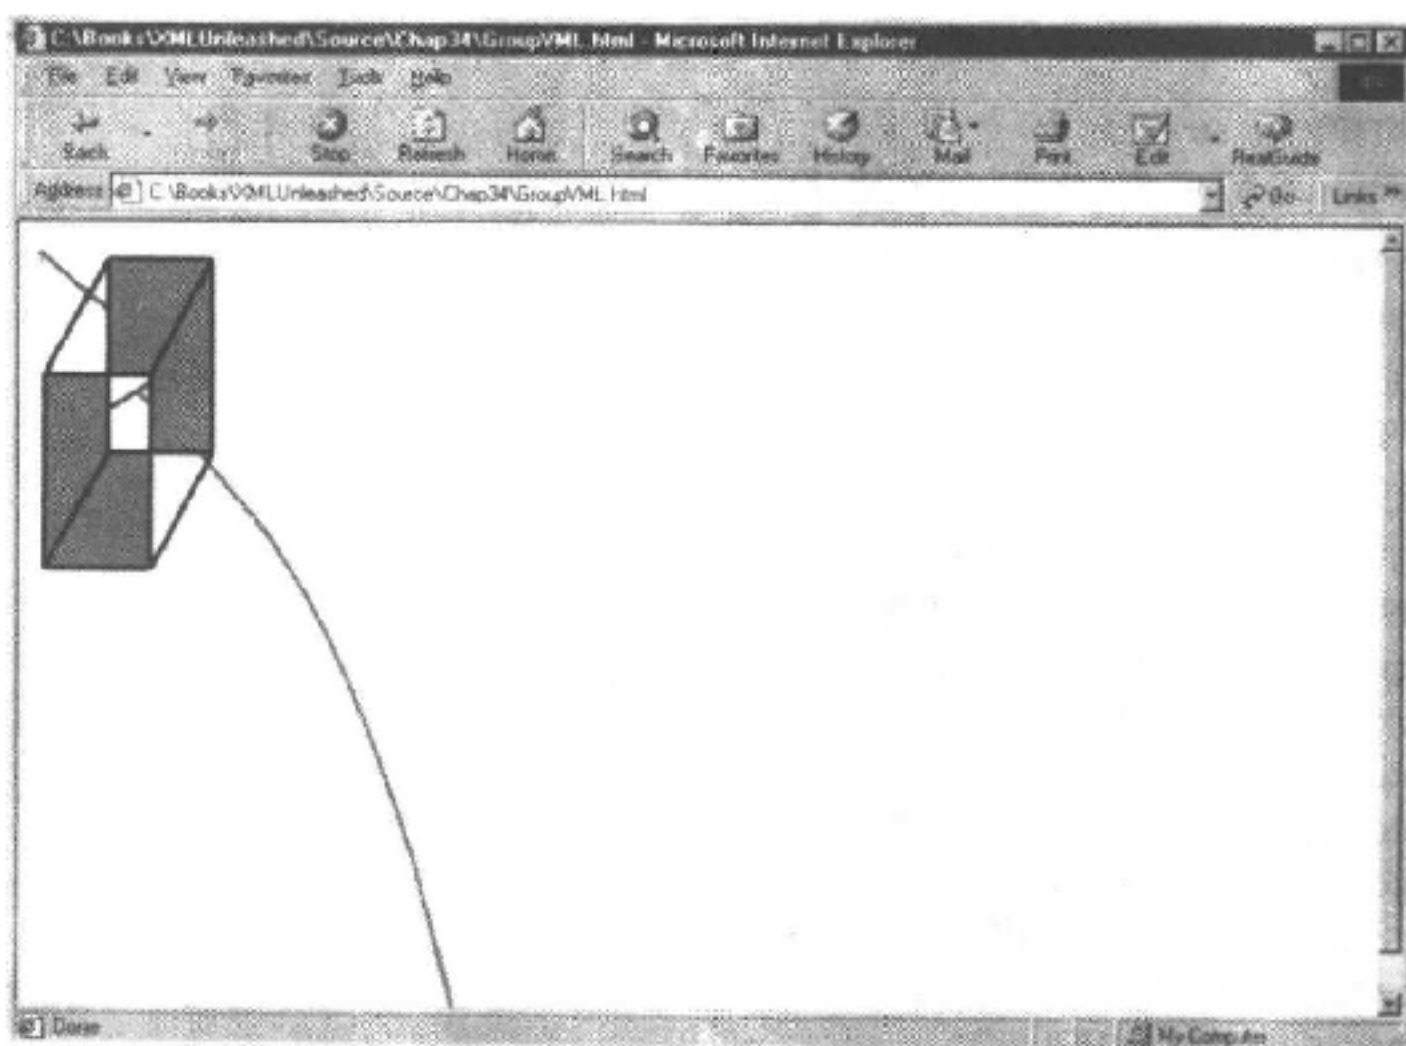 C:\Books\XMLUnleashed\Source\Chap34\GroupVML.html - Microsoft Internet Explorer
File Edit View Favorites Tools Help
Back Stop Refresh Home Search Favorites History Mail Print Edit RealGuide
Address C:\Books\XMLUnleashed\Source\Chap34\GroupVML.html Go Links »
Done My Computer